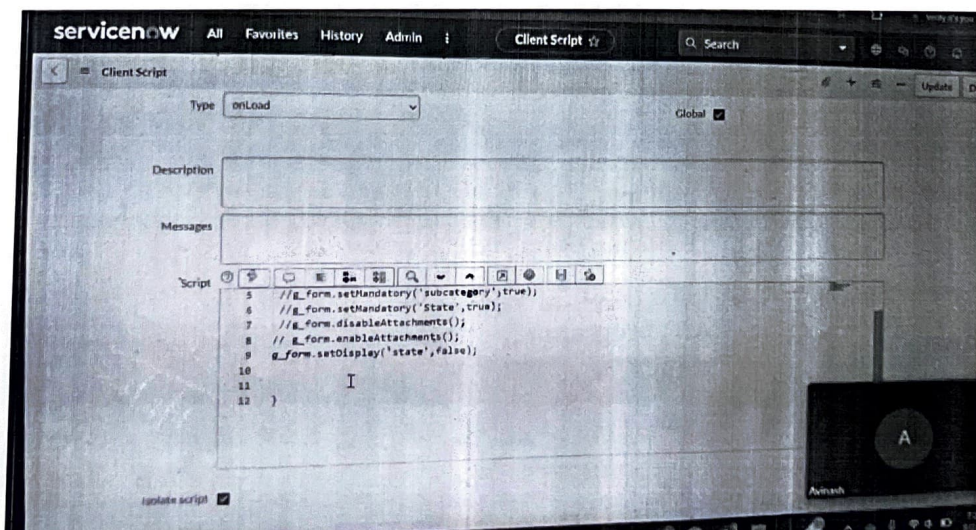 servicenow All Favorites History Admin Client Script Search
Client Script Update
Type onLoad Global
Description
Messages
Script
5 //g_form.setMandatory('subcategory',true);
6 //g_form.setMandatory('State',true);
7 //g_form.disableAttachments();
8 // g_form.enableAttachments();
9 g_form.setDisplay('state',false);
10
11
12 }
A
Avinash
Isolate script